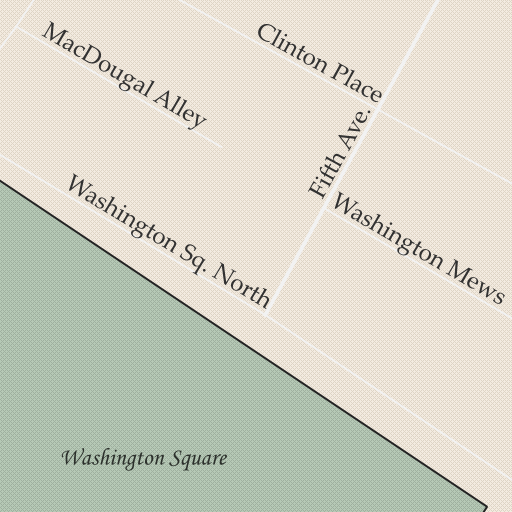 Clinton Place
MacDougal Alley
Fifth Ave.
Washington Sq. North
Washington Mews
Washington Square